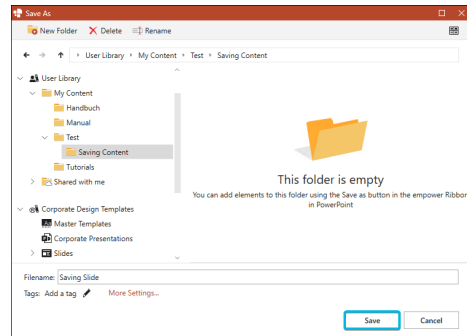 Save As
New Folder Delete Rename
User Library My Content Test Saving Content
User Library
My Content
Handbuch
Manual
Test
Saving Content
Tutorials
Shared with me
Corporate Design Templates
Master Templates
Corporate Presentations
Slides
This folder is empty
You can add elements to this folder using the Save as button in the empower Ribbon
in PowerPoint
Filename: Saving Slide
Tags: Add a tag More Settings...
Save Cancel